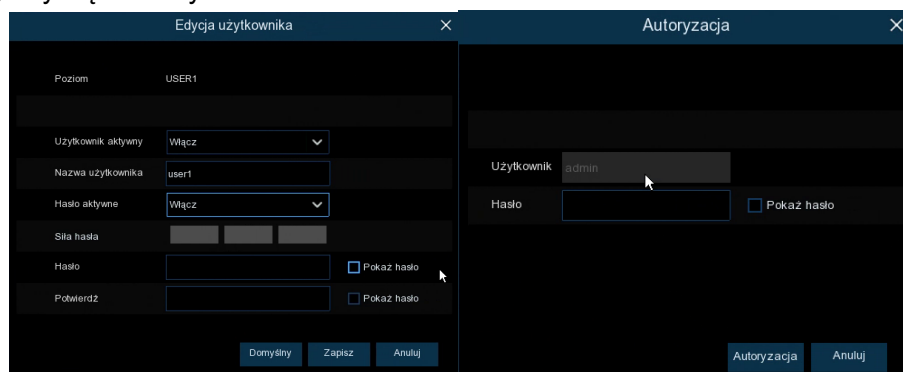 Edycja użytkownika
Poziom USER1
Użytkownik aktywny Włącz
Nazwa użytkownika user1
Hasło aktywne Włącz
Siła hasła
Hasło Pokaż hasło
Potwierdź Pokaż hasło
Domyślny Zapisz Anuluj
Autoryzacja
Użytkownik admin
Hasło Pokaż hasło
Autoryzacja Anuluj